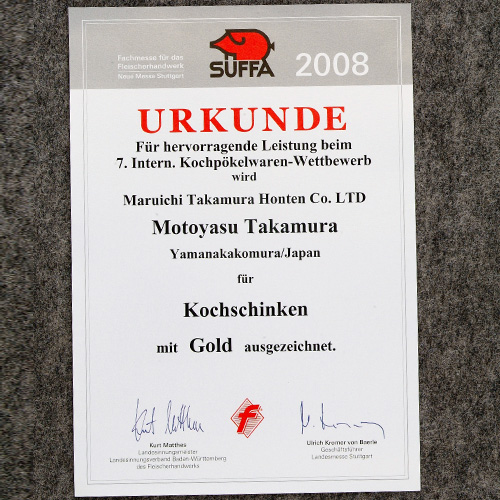 Fachmesse für das
Fleischerhandwerk
Neue Messe Stuttgart
SÜFFA
2008
URKUNDE
Für hervorragende Leistung beim
7. Intern. Kochpökelwaren-Wettbewerb
wird
Maruichi Takamura Honten Co. LTD
Motoyasu Takamura
Yamanakakomura/Japan
für
Kochschinken
mit Gold ausgezeichnet.
Kurt Matthes
Landesinnungsmeister
Landesinnungsverband Baden-Württemberg
des Fleischerhandwerks
f
Ulrich Kromer von Baerle
Geschäftsführer
Landesmesse Stuttgart